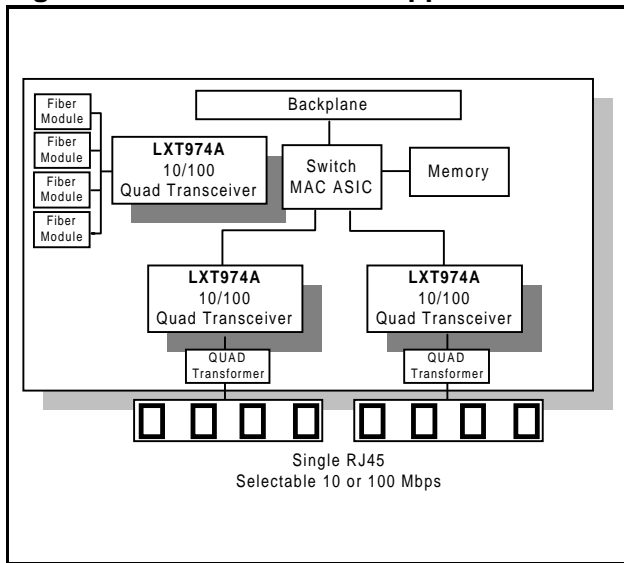 Backplane
Fiber
Module
Fiber
Module
Fiber
Module
Fiber
Module
LXT974A
10/100
Quad Transceiver
Switch
MAC ASIC
Memory
LXT974A
10/100
Quad Transceiver
LXT974A
10/100
Quad Transceiver
QUAD
Transformer
QUAD
Transformer
Single RJ45
Selectable 10 or 100 Mbps